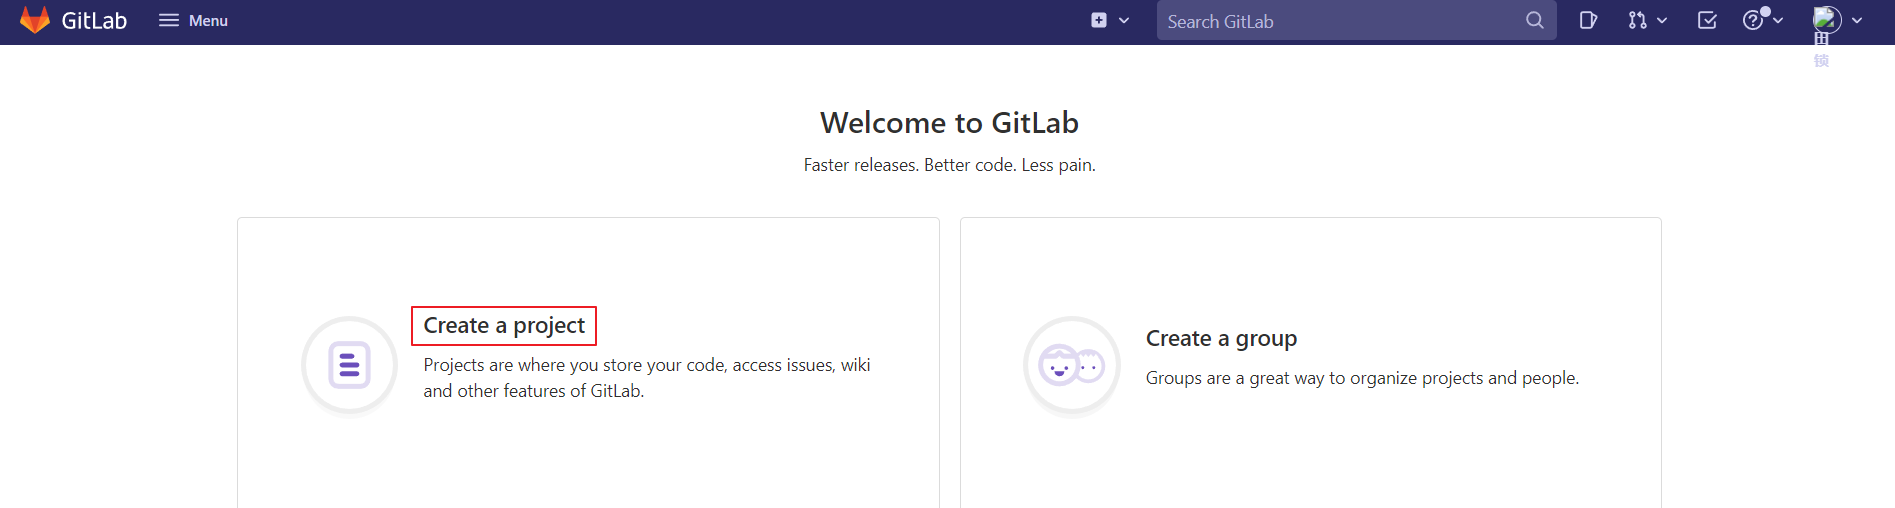 GitLab
Menu
Search GitLab
田
锁
Welcome to GitLab
Faster releases. Better code. Less pain.
Create a project
Projects are where you store your code, access issues, wiki
and other features of GitLab.
Create a group
Groups are a great way to organize projects and people.